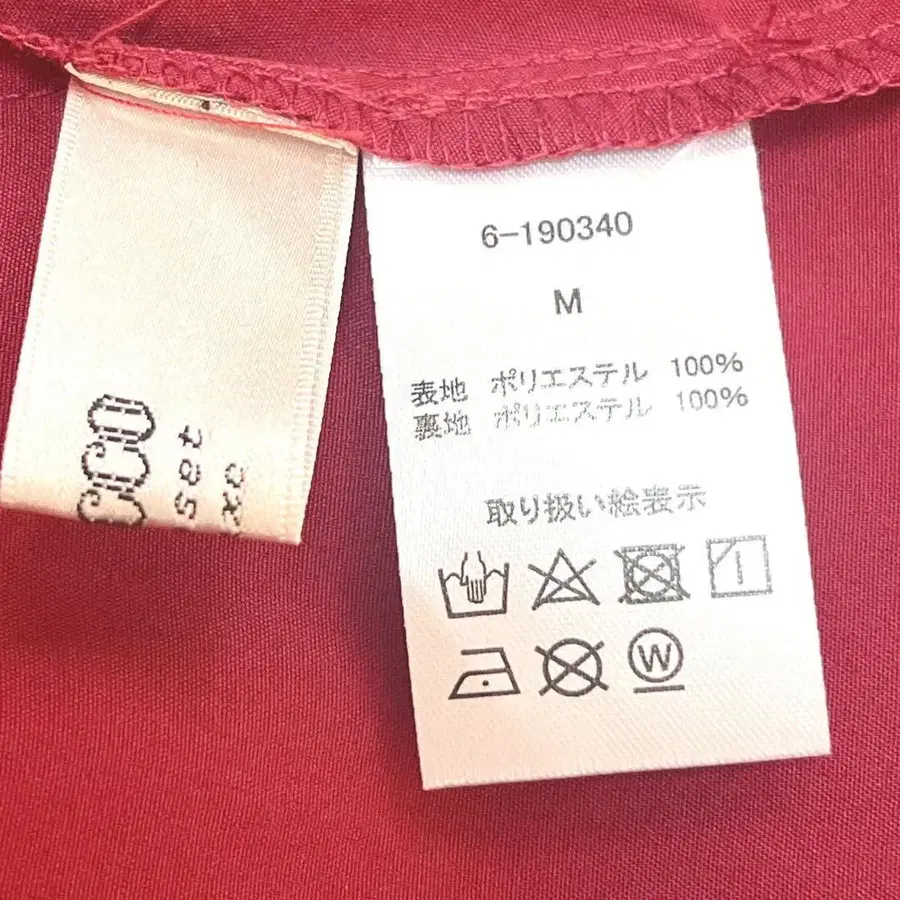 6-190340
M
表地 ポリエステル 100%
裏地 ポリエステル 100%
取り扱い絵表示
W
set